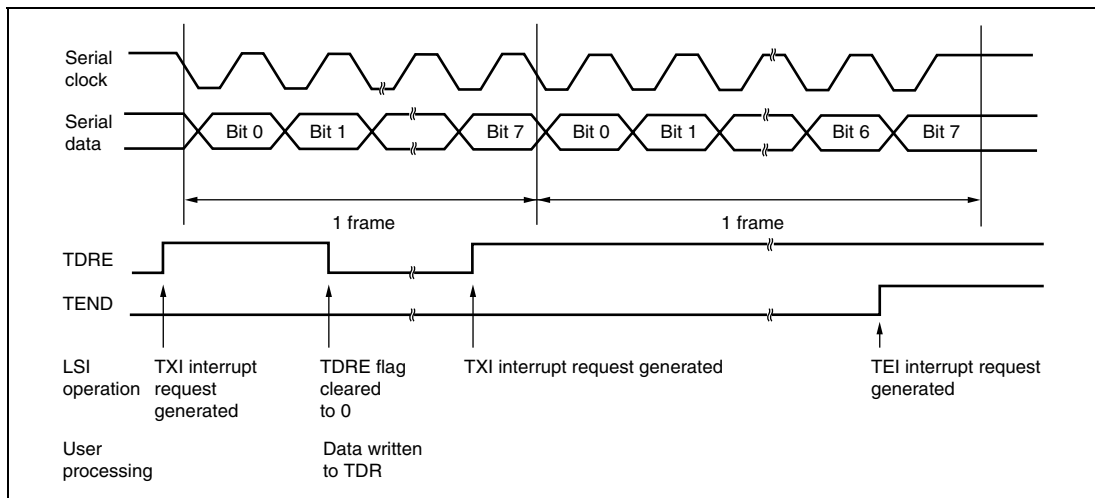 Serial
clock
Serial
data
Bit 0
Bit 1
Bit 7
Bit 0
Bit 1
Bit 6
Bit 7
1 frame
1 frame
TDRE
TEND
LSI
operation
TXI interrupt
request
generated
TDRE flag
cleared
to 0
TXI interrupt request generated
TEI interrupt request
generated
User
processing
Data written
to TDR